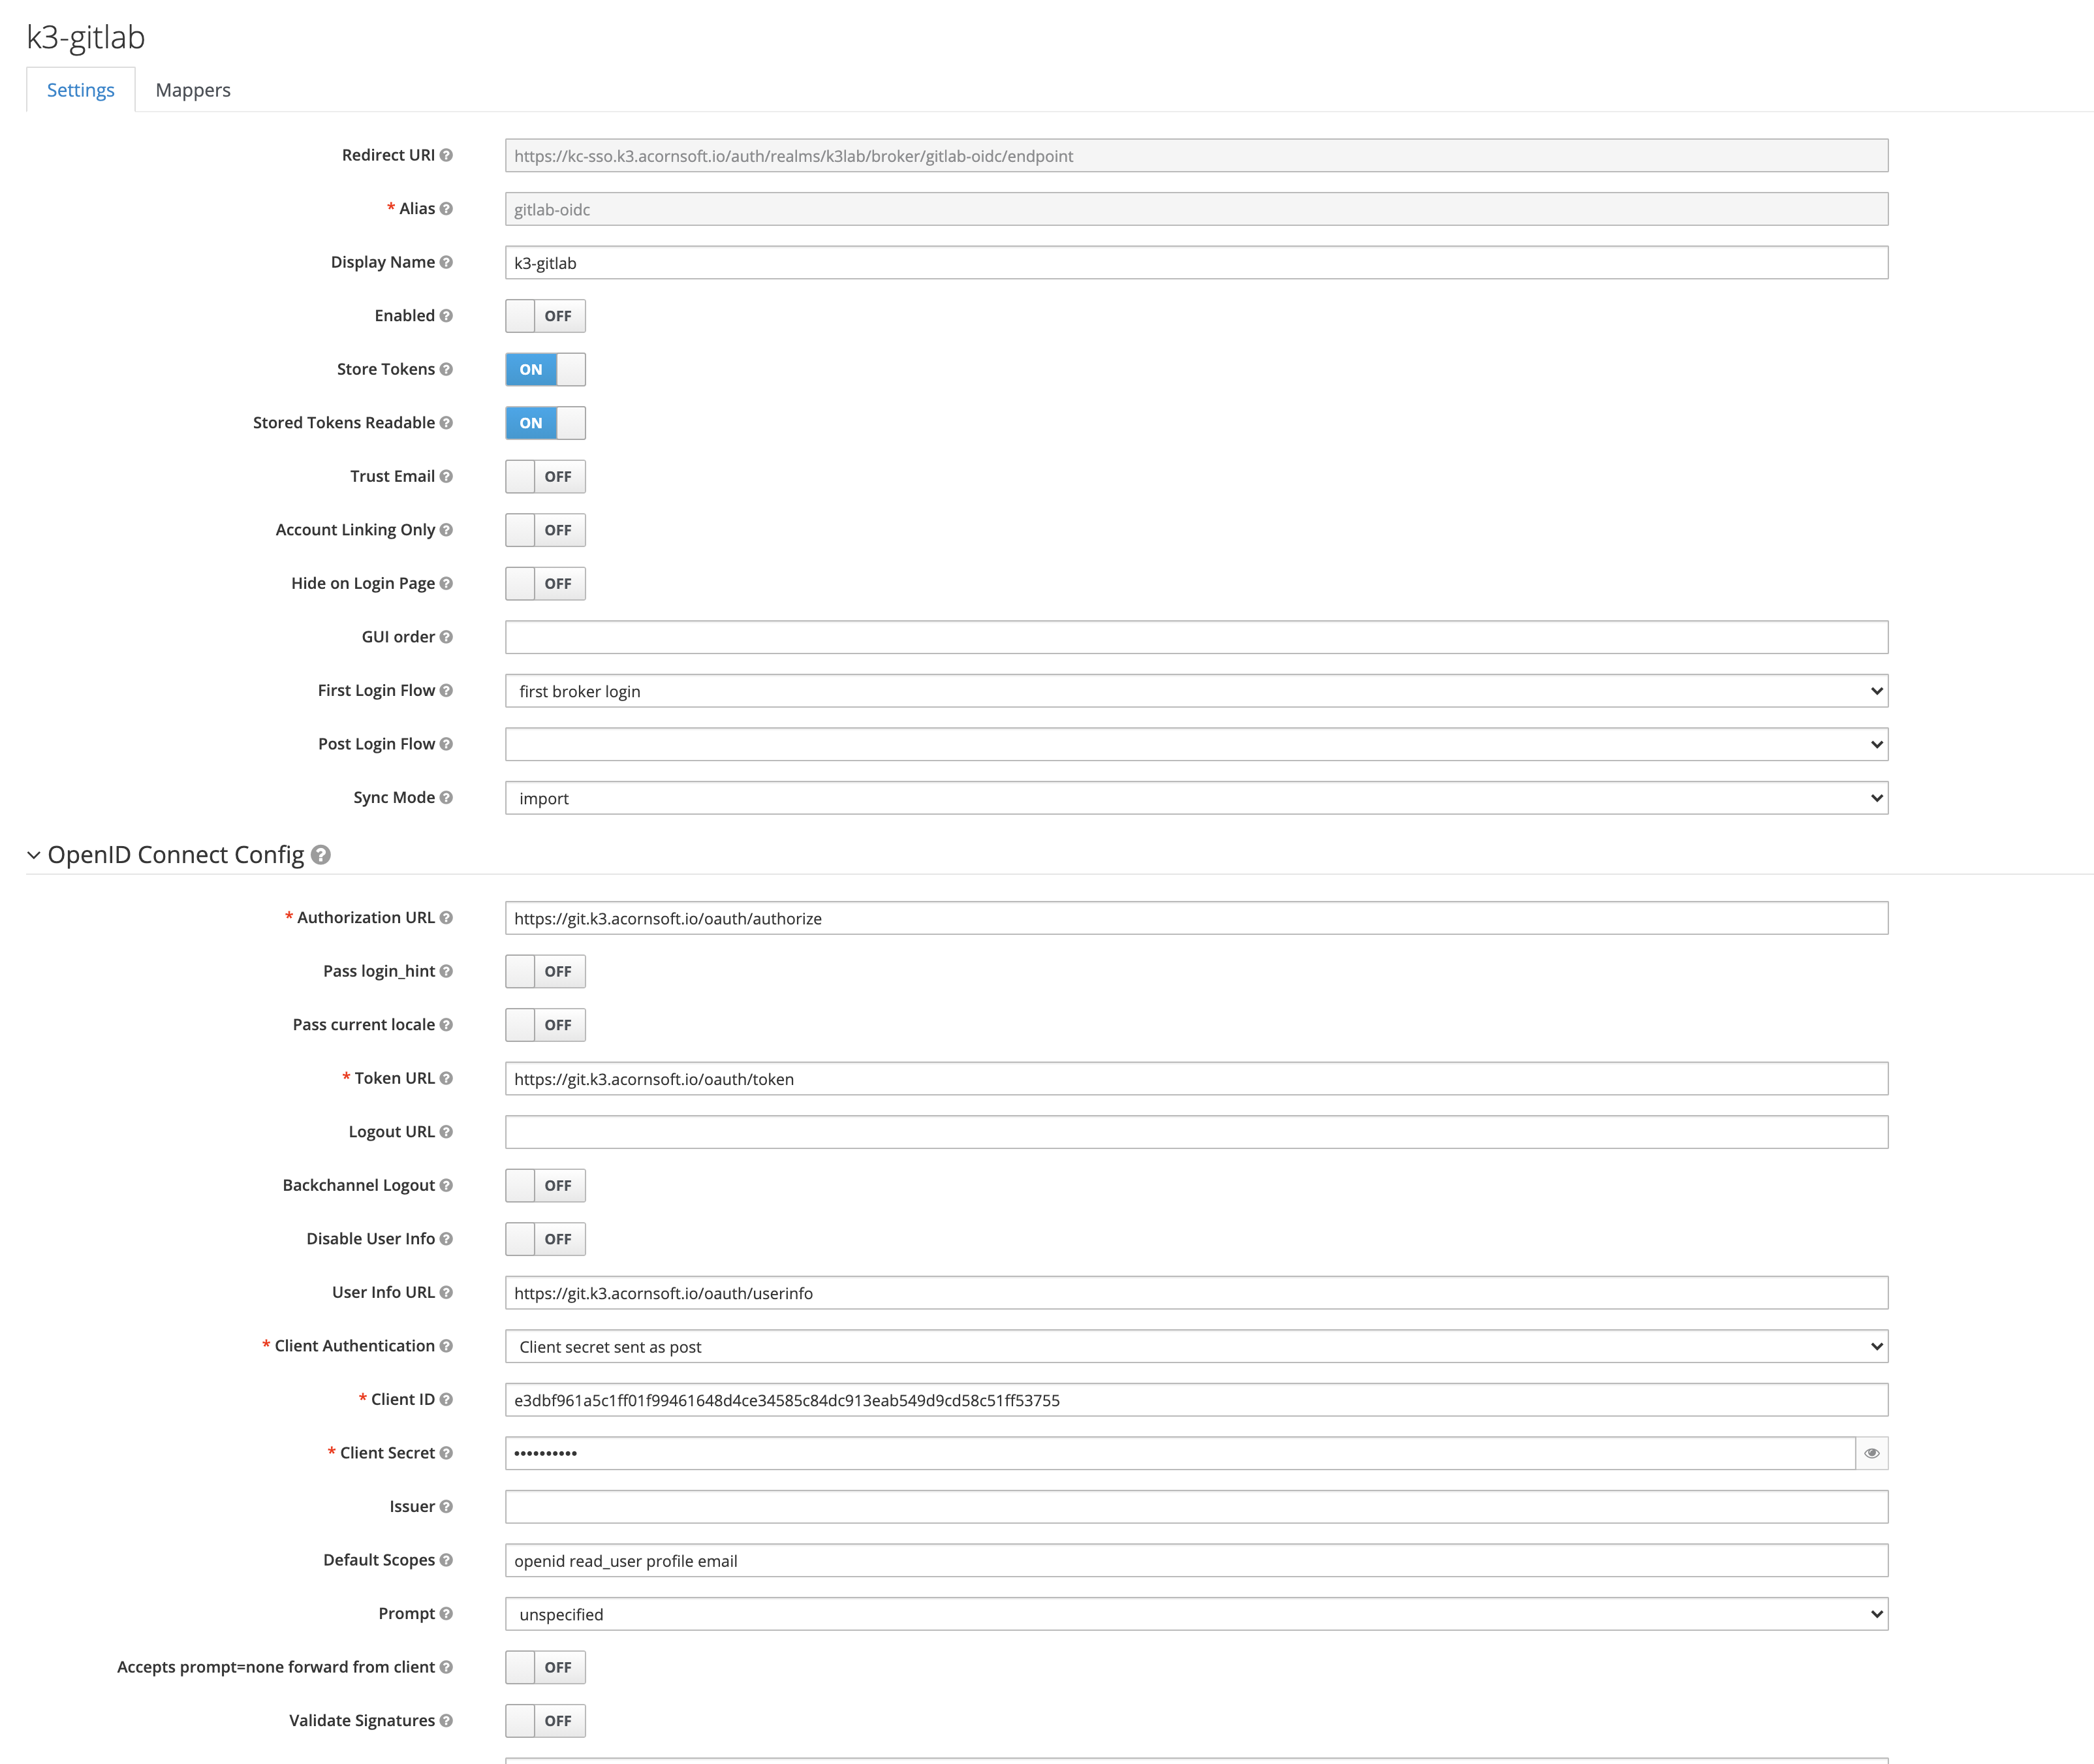 k3-gitlab
Settings Mappers
Redirect URI https://kc-sso.k3.acornsoft.io/auth/realms/k3lab/broker/gitlab-oidc/endpoint
* Alias gitlab-oidc
Display Name k3-gitlab
Enabled OFF
Store Tokens ON
Stored Tokens Readable ON
Trust Email OFF
Account Linking Only OFF
Hide on Login Page OFF
GUI order
First Login Flow first broker login
Post Login Flow
Sync Mode import
OpenID Connect Config
* Authorization URL https://git.k3.acornsoft.io/oauth/authorize
Pass login_hint OFF
Pass current locale OFF
* Token URL https://git.k3.acornsoft.io/oauth/token
Logout URL
Backchannel Logout OFF
Disable User Info OFF
User Info URL https://git.k3.acornsoft.io/oauth/userinfo
* Client Authentication Client secret sent as post
* Client ID e3dbf961a5c1ff01f99461648d4ce34585c84dc913eab549d9cd58c51ff53755
* Client Secret ••••••••••
Issuer
Default Scopes openid read_user profile email
Prompt unspecified
Accepts prompt=none forward from client OFF
Validate Signatures OFF